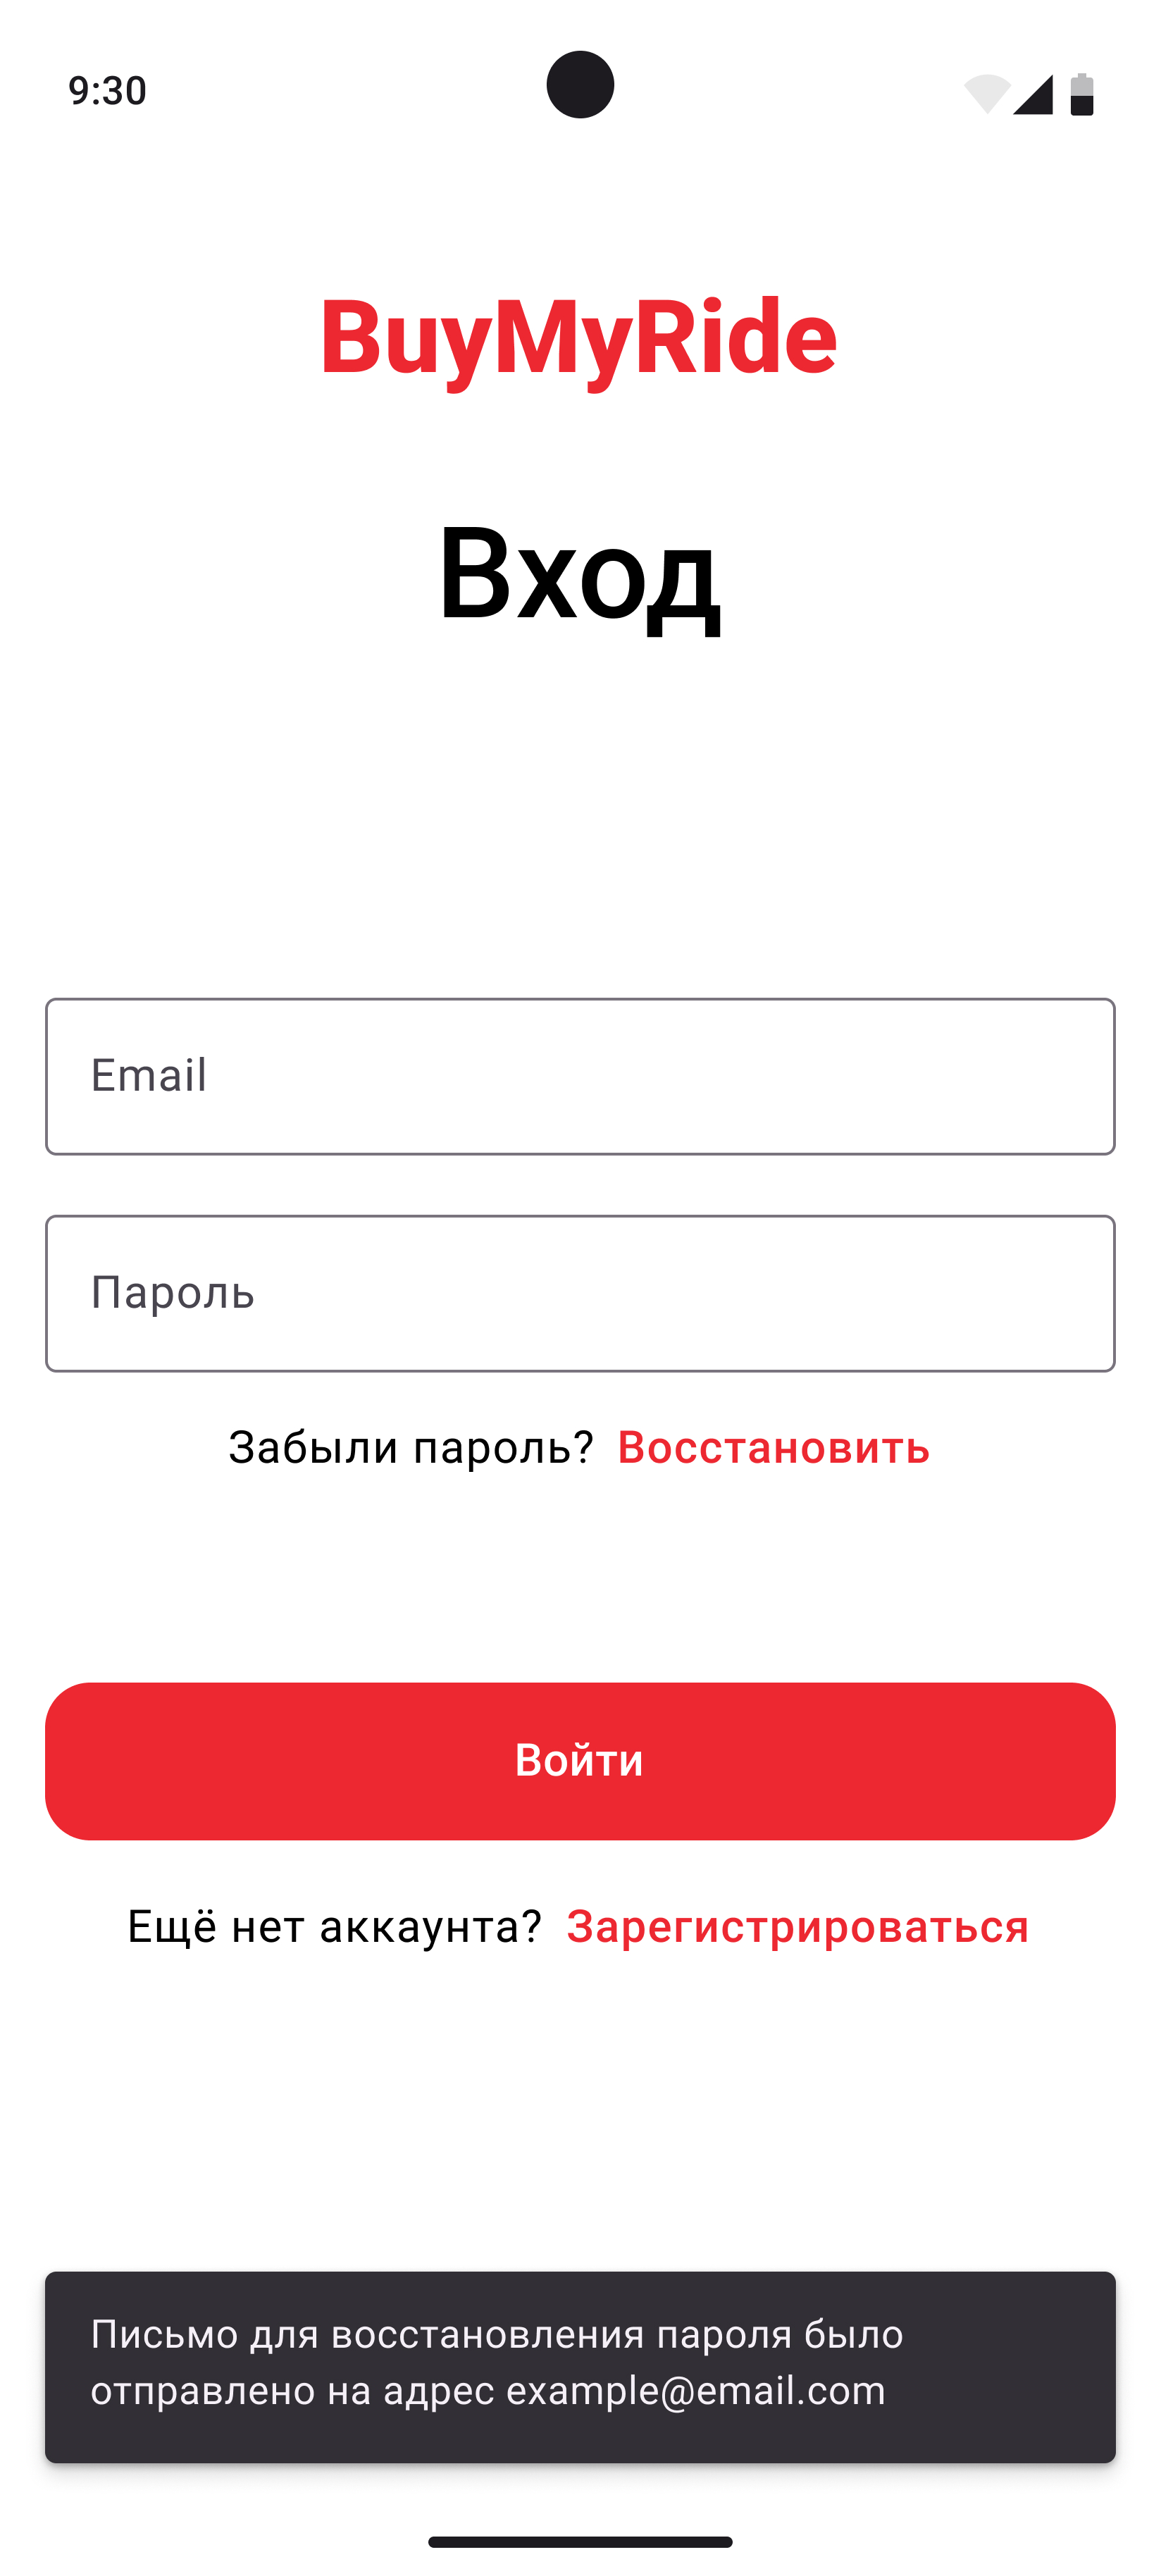 9:30
BuyMyRide
Вход
Email
Пароль
Забыли пароль? Восстановить
Войти
Ещё нет аккаунта? Зарегистрироваться
Письмо для восстановления пароля было
отправлено на адрес example@email.com